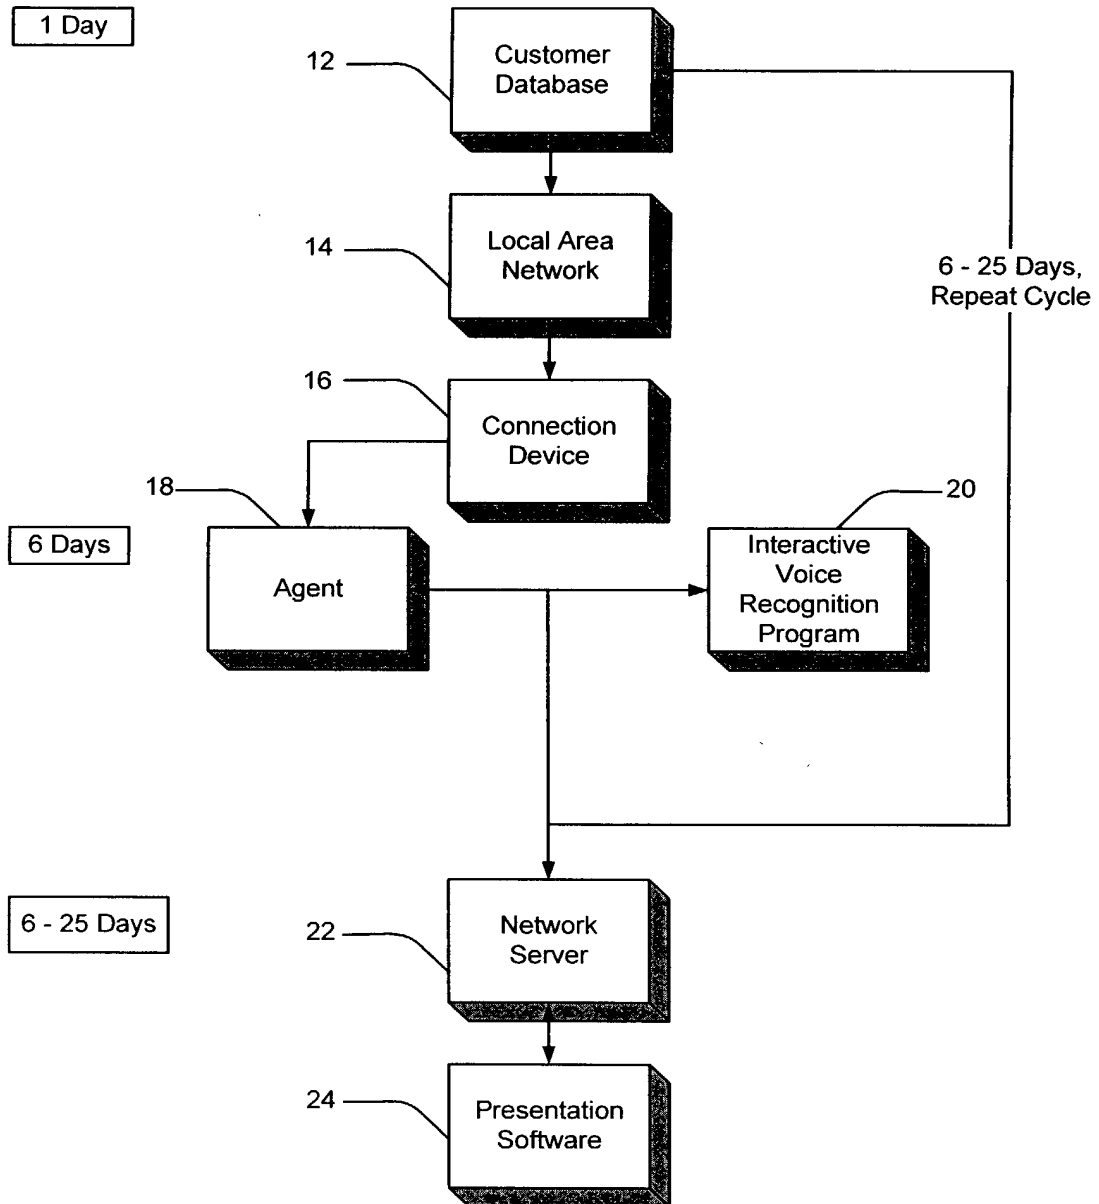 1 Day
12
Customer
Database
14
Local Area
Network
6 - 25 Days,
Repeat Cycle
16
Connection
Device
18
20
6 Days
Agent
Interactive
Voice
Recognition
Program
6 - 25 Days
22
Network
Server
24
Presentation
Software